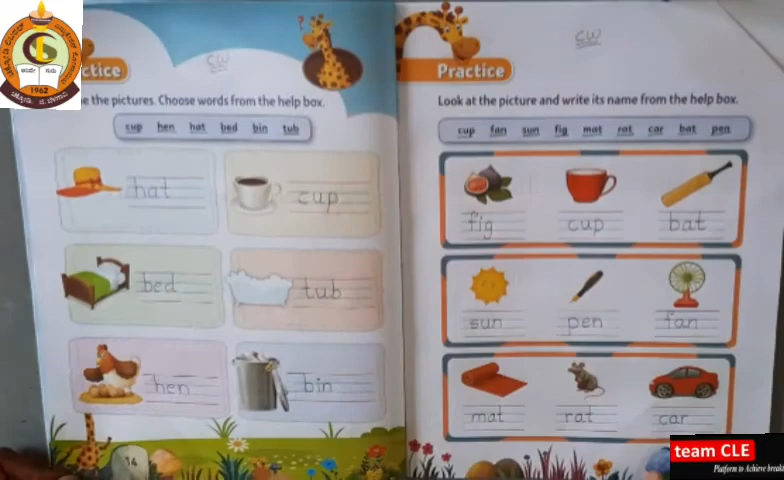 1962
cw
ctice
e the pictures. Choose words from the help box.
cup hen hat bed bin tub
hat
cup
bed
tub
hen
bin
14
cw
Practice
Look at the picture and write its name from the help box.
cup fan sun fig mat rat car bat pen
fig cup bat
sun pen fan
mat rat car
team CLE
Platform to Achieve break